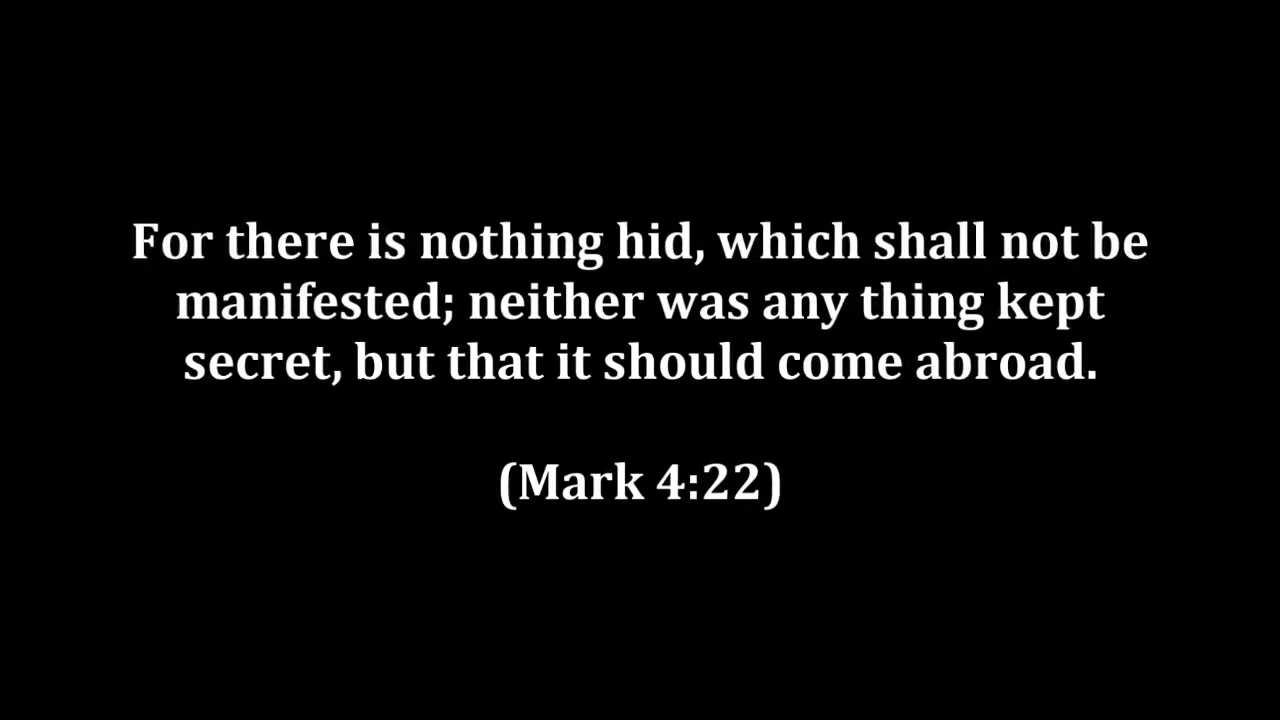 For there is nothing hid, which shall not be
manifested; neither was any thing kept
secret, but that it should come abroad.
(Mark 4:22)